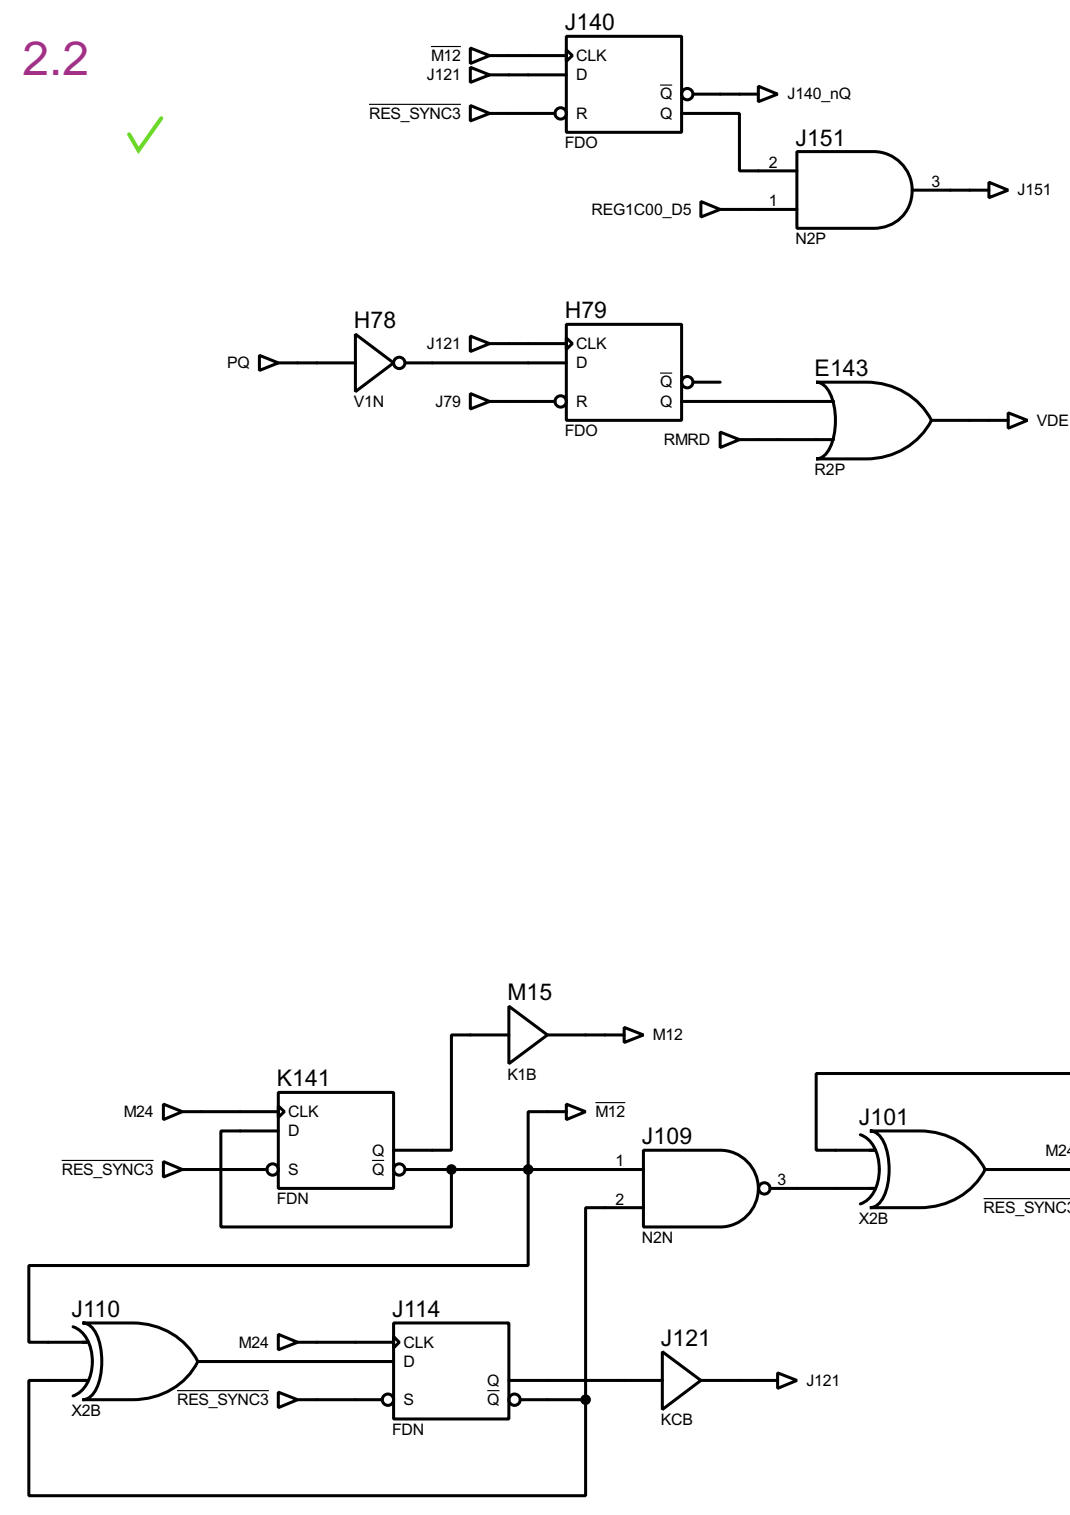 2.2
J140
M12
CLK
J121
D
Q
J140_nQ
RES_SYNC3
R
Q
FDO
J151
2
3
J151
REG1C00_D5
1
N2P
H78
H79
J121
CLK
PQ
D
E143
Q
V1N
J79
R
Q
VDE
FDO
RMRD
R2P
M15
M12
K1B
K141
M24
CLK
M12
J101
D
J109
Q
1
M24
RES_SYNC3
S
Q
3
FDN
2
RES_SYNC3
X2B
N2N
J110
J114
M24
CLK
J121
D
Q
J121
RES_SYNC3
S
Q
X2B
FDN
KCB